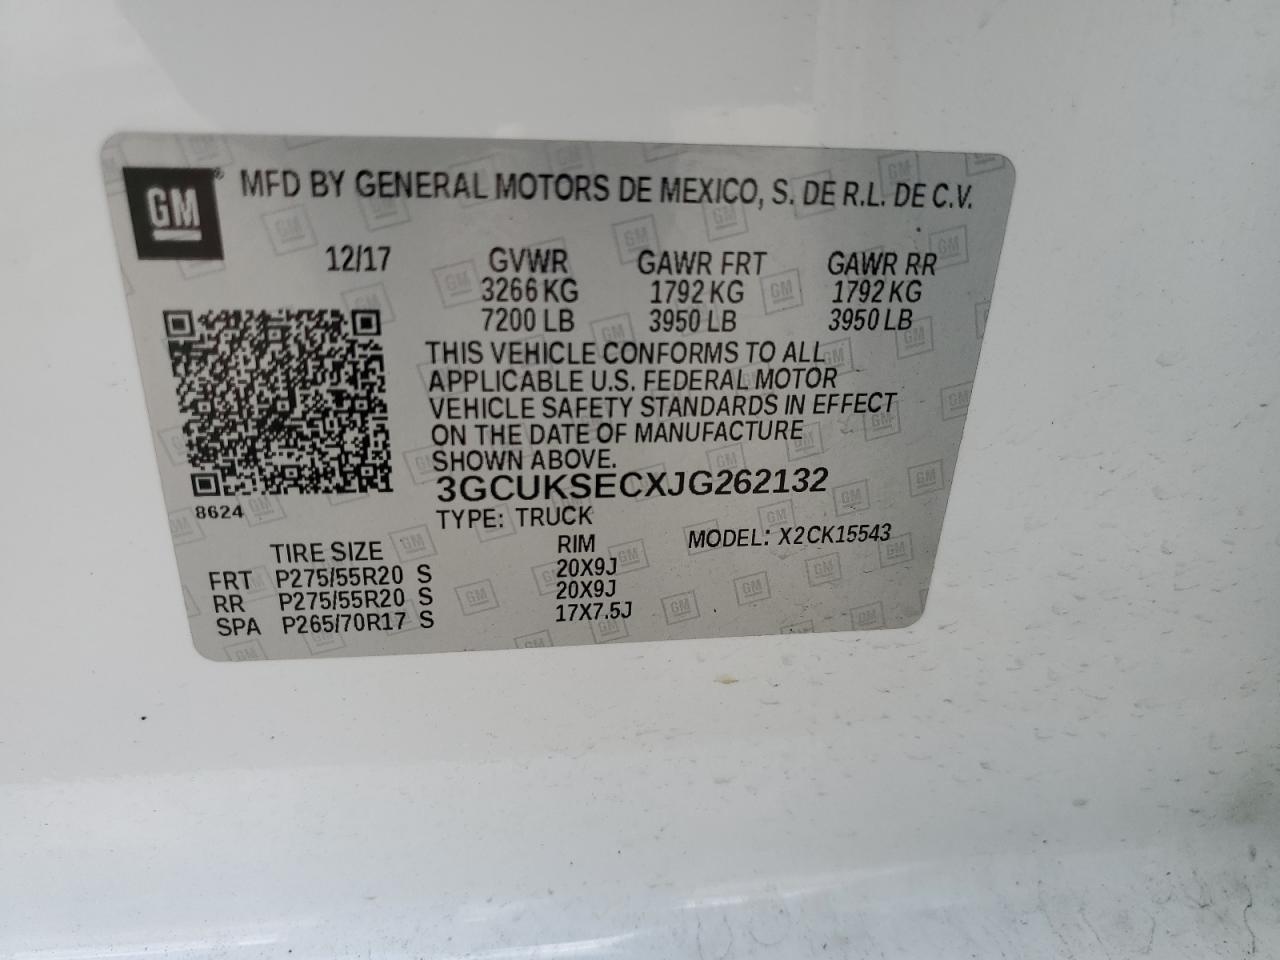 GM® MFD BY GENERAL MOTORS DE MEXICO, S. DE R.L. DE C.V.
12/17 GVWR GAWR FRT GAWR RR
3266 KG 1792 KG 1792 KG
7200 LB 3950 LB 3950 LB
THIS VEHICLE CONFORMS TO ALL
APPLICABLE U.S. FEDERAL MOTOR
VEHICLE SAFETY STANDARDS IN EFFECT
ON THE DATE OF MANUFACTURE
SHOWN ABOVE.
3GCUKSECXJG262132
8624
TYPE: TRUCK
MODEL: X2CK15543
TIRE SIZE RIM
FRT P275/55R20 S 20X9J
RR P275/55R20 S 20X9J
SPA P265/70R17 S 17X7.5J